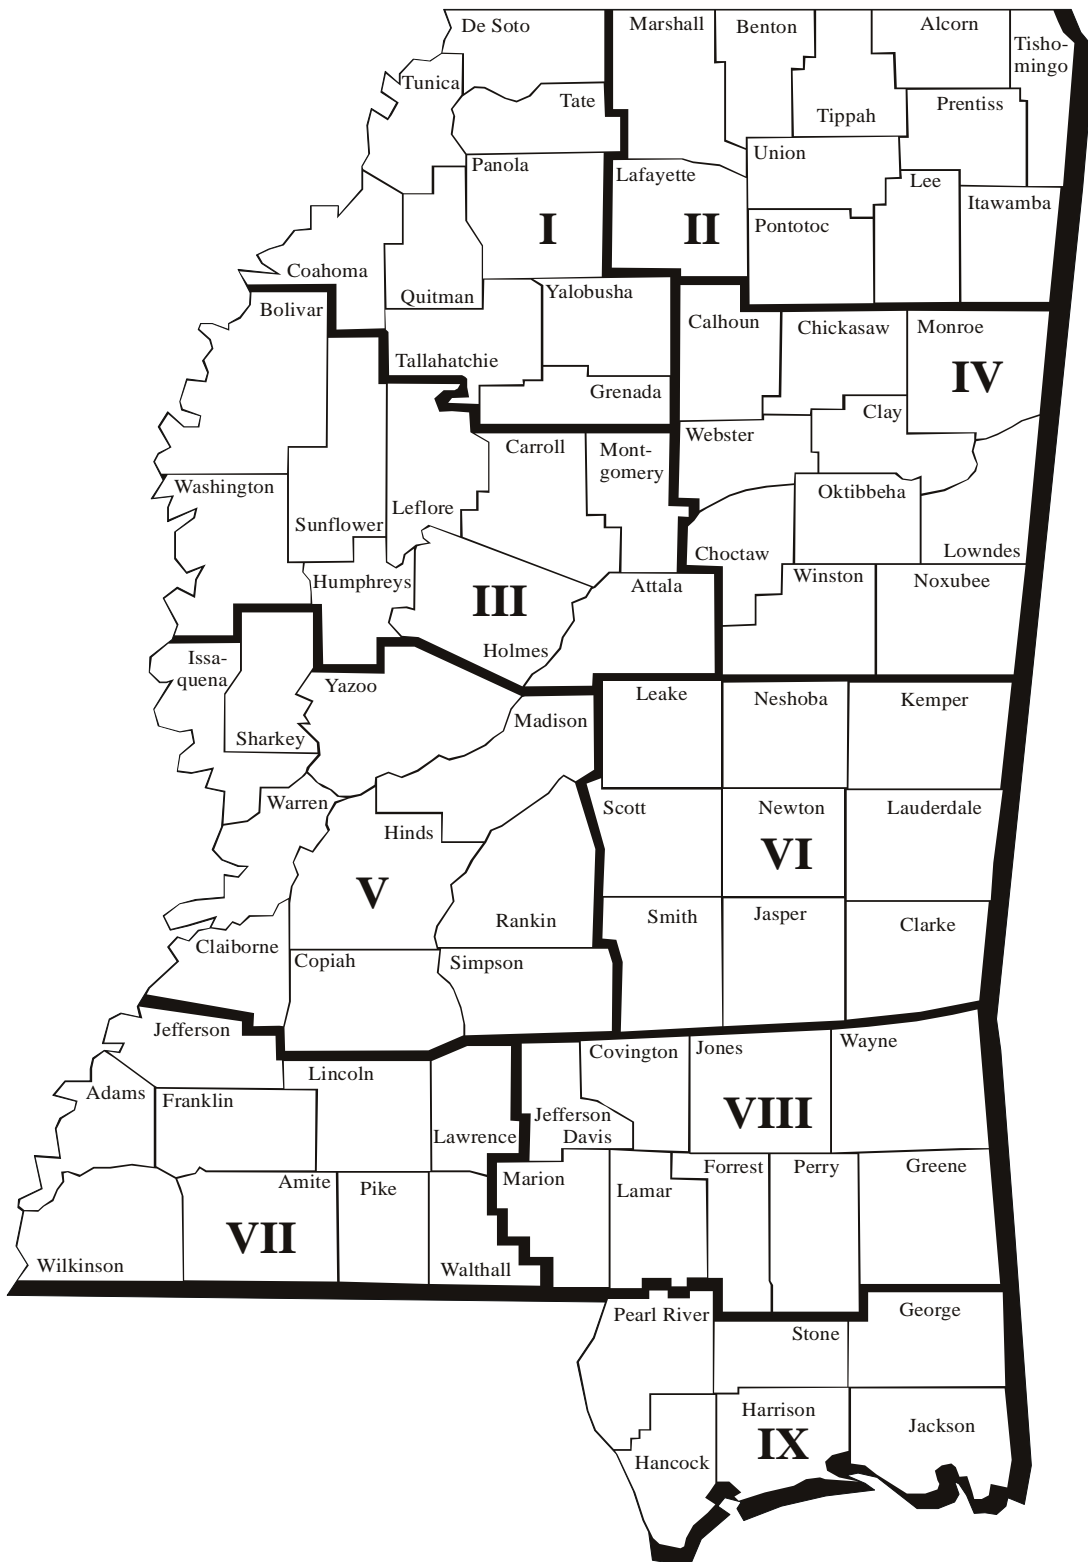 De Soto
Marshall
Benton
Alcorn
Tisho-
mingo
Tunica
Tate
Tippah
Prentiss
Panola
Union
Lafayette
Lee
Itawamba
I
II
Pontotoc
Coahoma
Quitman
Yalobusha
Bolivar
Calhoun
Chickasaw
Monroe
Tallahatchie
IV
Grenada
Clay
Webster
Carroll
Mont-
gomery
Washington
Oktibbeha
Leflore
Sunflower
Choctaw
Lowndes
Humphreys
Winston
Noxubee
Attala
III
Holmes
Issa-
quena
Yazoo
Leake
Neshoba
Kemper
Madison
Sharkey
Warren
Scott
Newton
Lauderdale
Hinds
VI
V
Rankin
Smith
Jasper
Clarke
Claiborne
Copiah
Simpson
Jefferson
Covington
Jones
Wayne
Lincoln
Adams
Franklin
Jefferson
Davis
VIII
Lawrence
Marion
Forrest
Perry
Greene
Amite
Pike
Lamar
VII
Wilkinson
Walthall
Pearl River
George
Stone
Harrison
Jackson
IX
Hancock